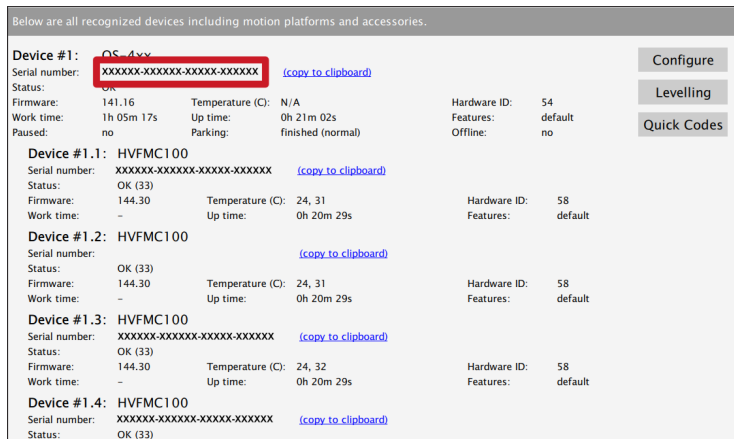 Below are all recognized devices including motion platforms and accessories.
Device #1: QS-4xx
Serial number: XXXXXX-XXXXXX-XXXXX-XXXXXX (copy to clipboard)
Status: OK
Firmware: 141.16 Temperature (C): N/A Hardware ID: 54
Work time: 1h 05m 17s Up time: 0h 21m 02s Features: default
Paused: no Parking: finished (normal) Offline: no
Configure
Levelling
Quick Codes
Device #1.1: HVFMC100
Serial number: XXXXXX-XXXXXX-XXXXX-XXXXXX (copy to clipboard)
Status: OK (33)
Firmware: 144.30 Temperature (C): 24, 31 Hardware ID: 58
Work time: – Up time: 0h 20m 29s Features: default
Device #1.2: HVFMC100
Serial number: (copy to clipboard)
Status: OK (33)
Firmware: 144.30 Temperature (C): 24, 31 Hardware ID: 58
Work time: – Up time: 0h 20m 29s Features: default
Device #1.3: HVFMC100
Serial number: XXXXXX-XXXXXX-XXXXX-XXXXXX (copy to clipboard)
Status: OK (33)
Firmware: 144.30 Temperature (C): 24, 32 Hardware ID: 58
Work time: – Up time: 0h 20m 29s Features: default
Device #1.4: HVFMC100
Serial number: XXXXXX-XXXXXX-XXXXX-XXXXXX (copy to clipboard)
Status: OK (33)